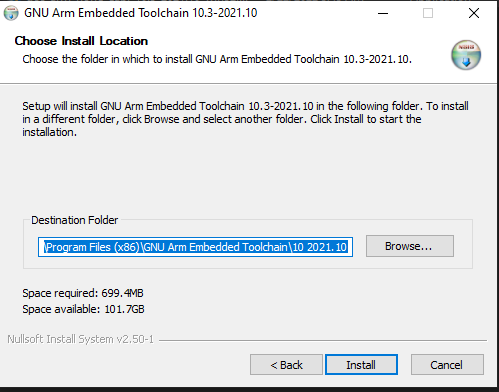 GNU Arm Embedded Toolchain 10.3-2021.10
Choose Install Location
Choose the folder in which to install GNU Arm Embedded Toolchain 10.3-2021.10.
Setup will install GNU Arm Embedded Toolchain 10.3-2021.10 in the following folder. To install
in a different folder, click Browse and select another folder. Click Install to start the
installation.
Destination Folder
\Program Files (x86)\GNU Arm Embedded Toolchain\10 2021.10
Browse...
Space required: 699.4MB
Space available: 101.7GB
Nullsoft Install System v2.50-1
< Back
Install
Cancel